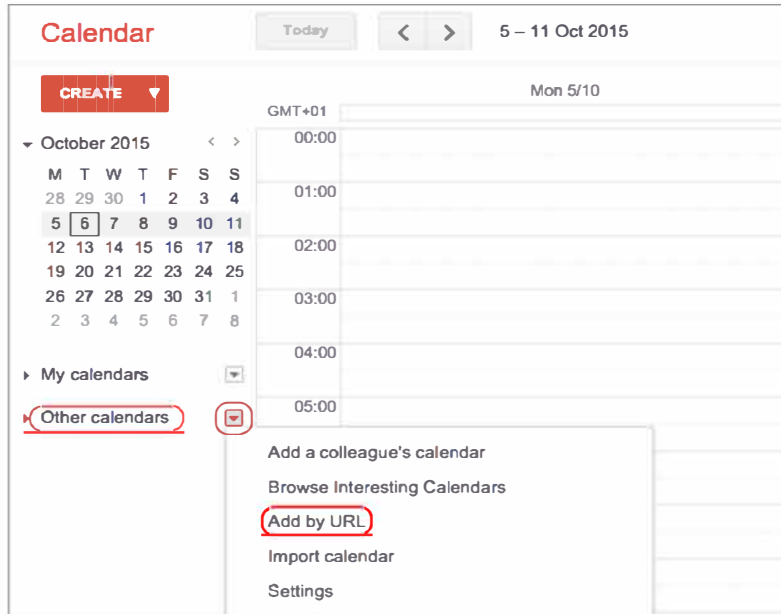 Calendar
Today
< > 5 – 11 Oct 2015
CREATE
Mon 5/10
GMT+01
October 2015 < >
M T W T F S S
28 29 30 1 2 3 4
5 6 7 8 9 10 11
12 13 14 15 16 17 18
19 20 21 22 23 24 25
26 27 28 29 30 31 1
2 3 4 5 6 7 8
My calendars
Other calendars
00:00
01:00
02:00
03:00
04:00
05:00
Add a colleague's calendar
Browse Interesting Calendars
Add by URL
Import calendar
Settings